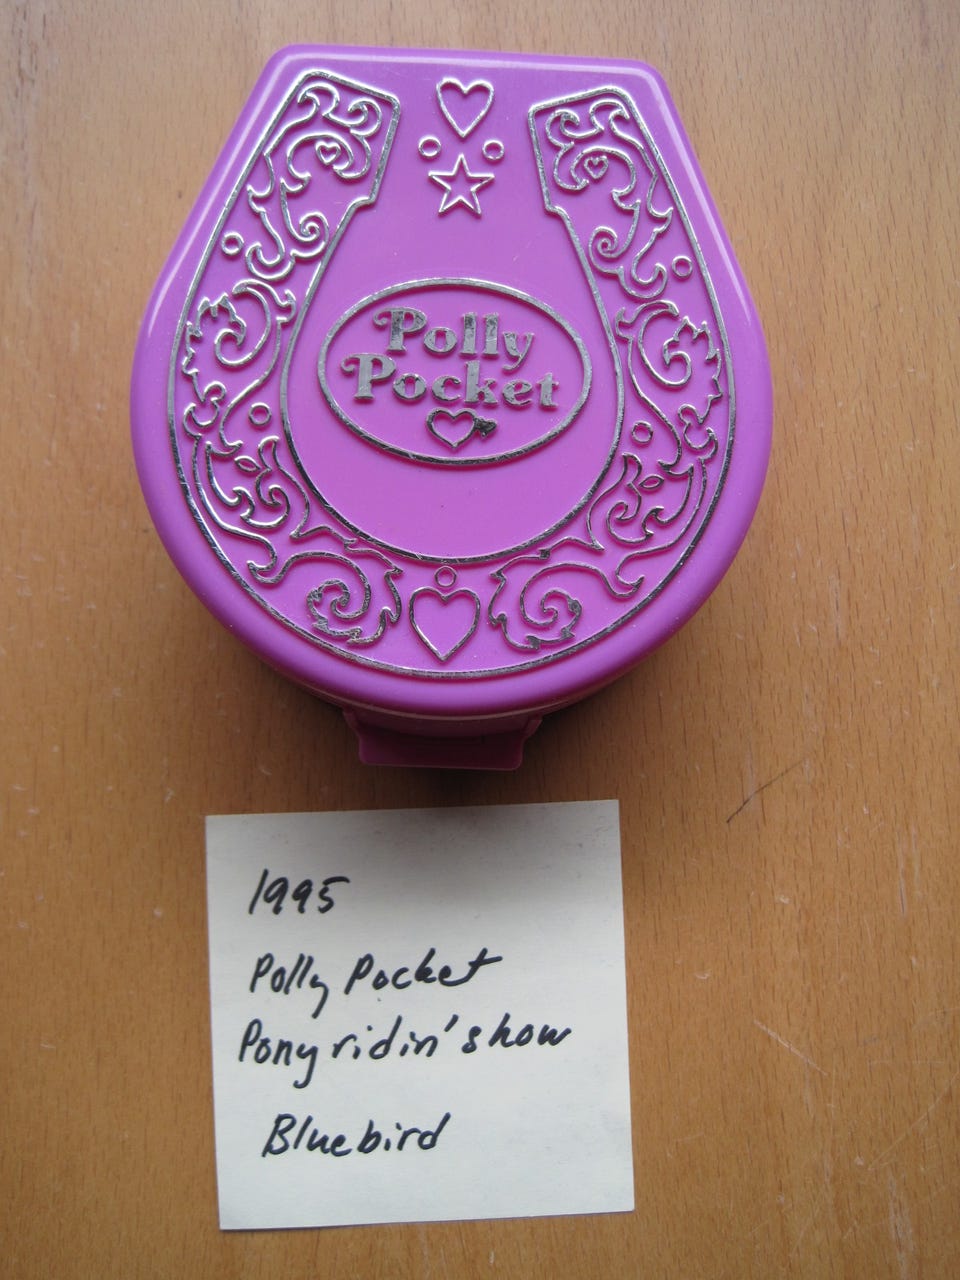 Polly
Pocket
1995
Polly Pocket
Pony ridin' show
Bluebird